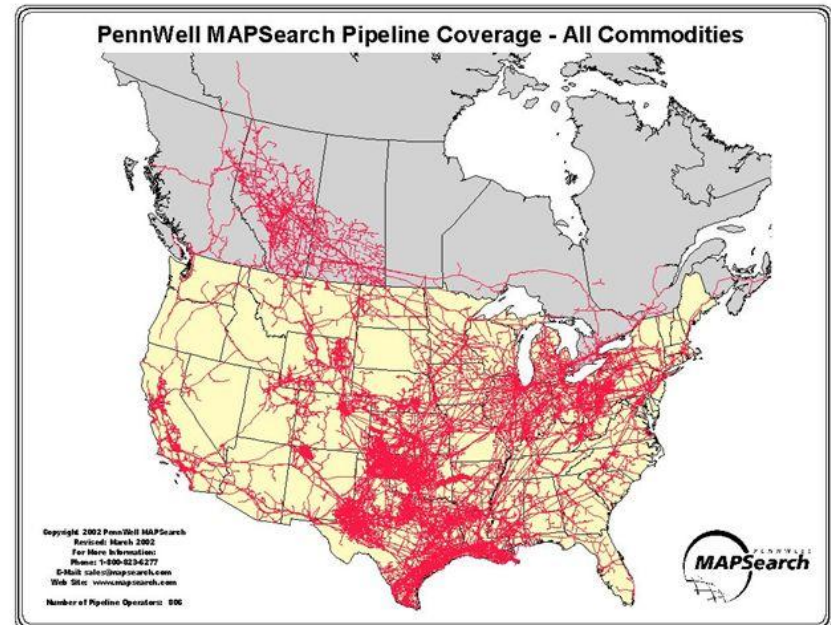 PennWell MAPSearch Pipeline Coverage - All Commodities
Copyright 2002 PennWell MAPSearch
Revised: March 2002
For More Information:
Phone: 1-800-823-6277
E-Mail: sales@mapsearch.com
Web Site: www.mapsearch.com
Number of Pipeline Operators: 806
PENNWELL
MAPSearch